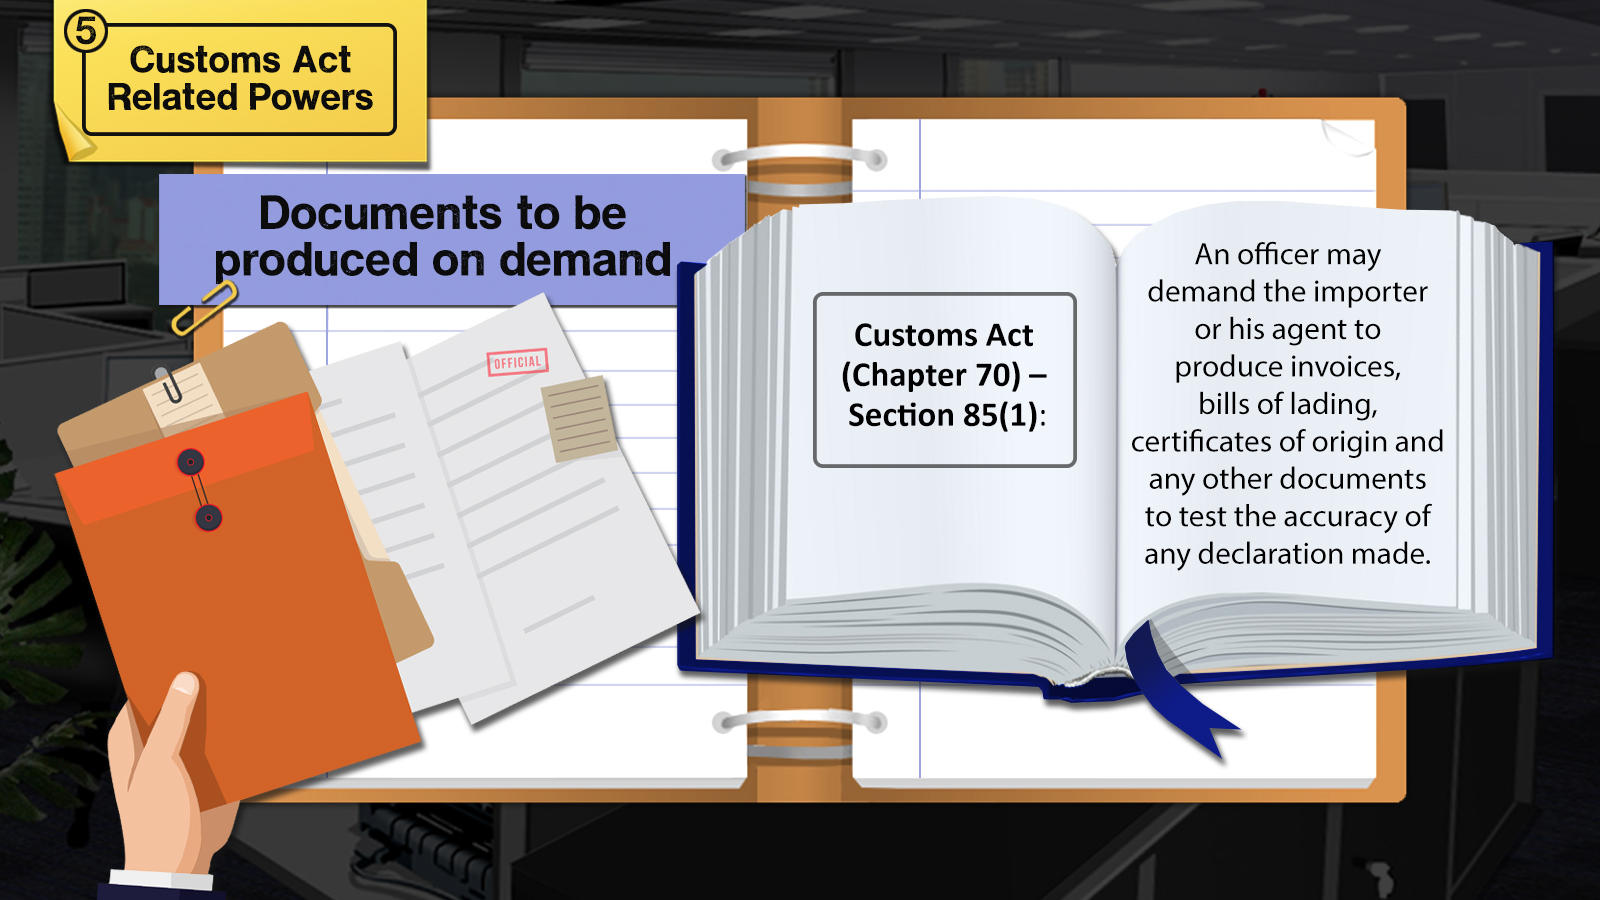 5
Customs Act
Related Powers
Documents to be
produced on demand
OFFICIAL
Customs Act
(Chapter 70) –
Section 85(1):
An officer may
demand the importer
or his agent to
produce invoices,
bills of lading,
certificates of origin and
any other documents
to test the accuracy of
any declaration made.